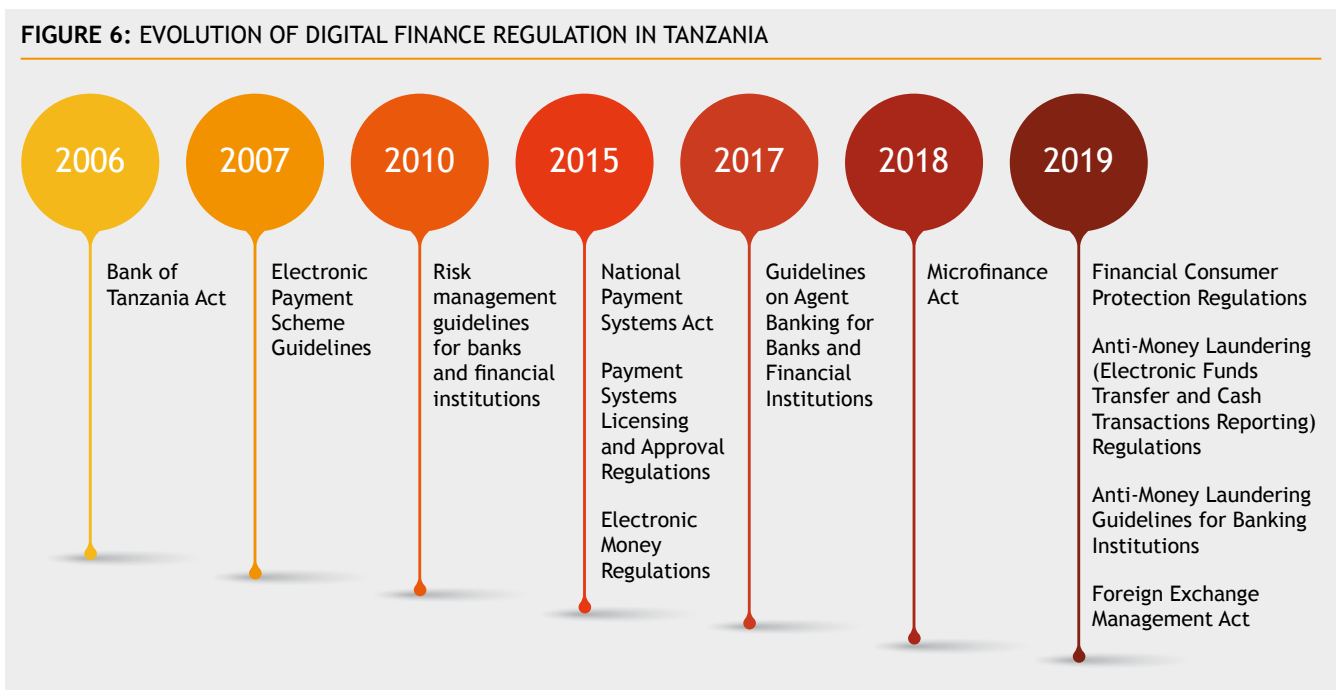 FIGURE 6: EVOLUTION OF DIGITAL FINANCE REGULATION IN TANZANIA
2006
Bank of
Tanzania Act
2007
Electronic
Payment
Scheme
Guidelines
2010
Risk
management
guidelines
for banks
and financial
institutions
2015
National
Payment
Systems Act
Payment
Systems
Licensing
and Approval
Regulations
Electronic
Money
Regulations
2017
Guidelines
on Agent
Banking for
Banks and
Financial
Institutions
2018
Microfinance
Act
2019
Financial Consumer
Protection Regulations
Anti-Money Laundering
(Electronic Funds
Transfer and Cash
Transactions Reporting)
Regulations
Anti-Money Laundering
Guidelines for Banking
Institutions
Foreign Exchange
Management Act